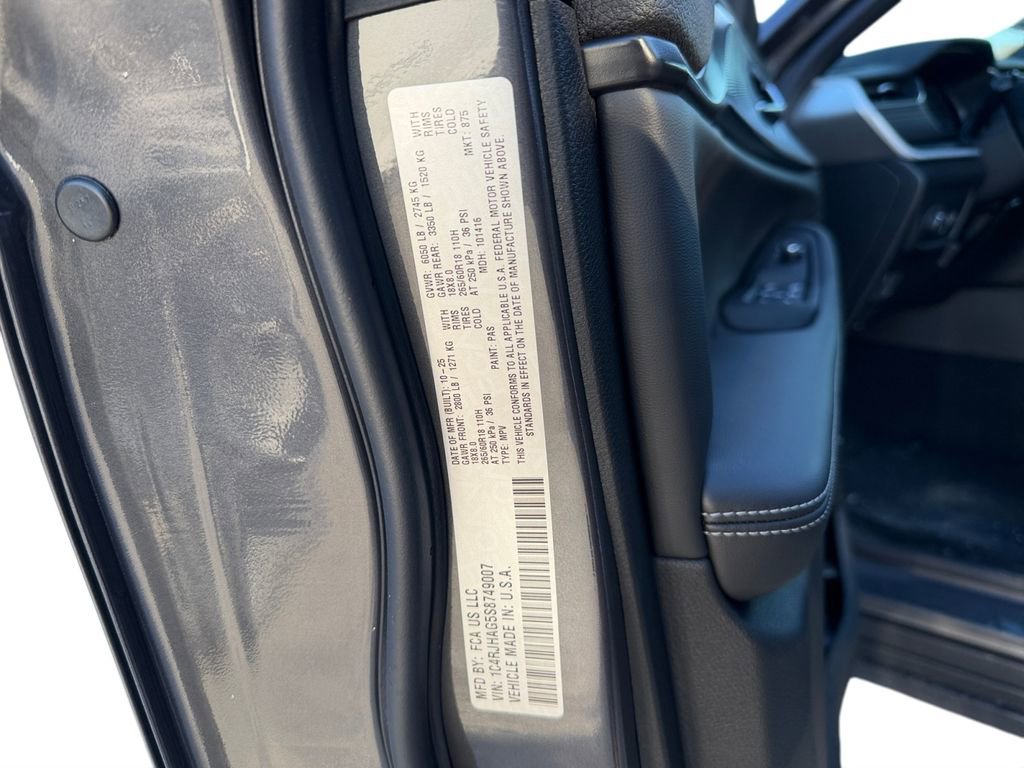 MFD BY: FCA US LLC
DATE OF MFR (BUILT): 10-25
GVWR: 6050 LB / 2745 KG
GAWR FRONT: 2800 LB / 1271 KG WITH
GAWR REAR: 3350 LB / 1520 KG WITH
18X8.0 RIMS
18X8.0 RIMS
265/60R18 110H TIRES
265/60R18 110H TIRES
AT 250 kPa / 36 PSI COLD
AT 250 kPa / 36 PSI COLD
VIN: 1C4RJHAG5S8749007
TYPE: MPV
PAINT: PAS
MDH: 101416
MKT: 875
VEHICLE MADE IN: U.S.A.
THIS VEHICLE CONFORMS TO ALL APPLICABLE U.S.A. FEDERAL MOTOR VEHICLE SAFETY
STANDARDS IN EFFECT ON THE DATE OF MANUFACTURE SHOWN ABOVE.